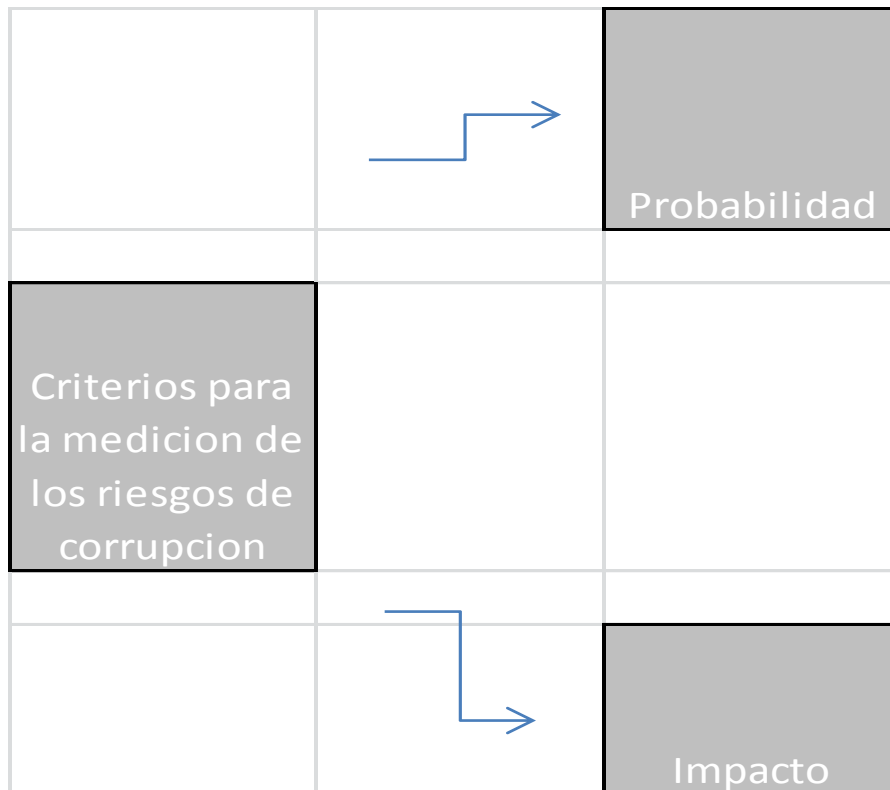 Probabilidad
Criterios para
la medicion de
los riesgos de
corrupcion
Impacto